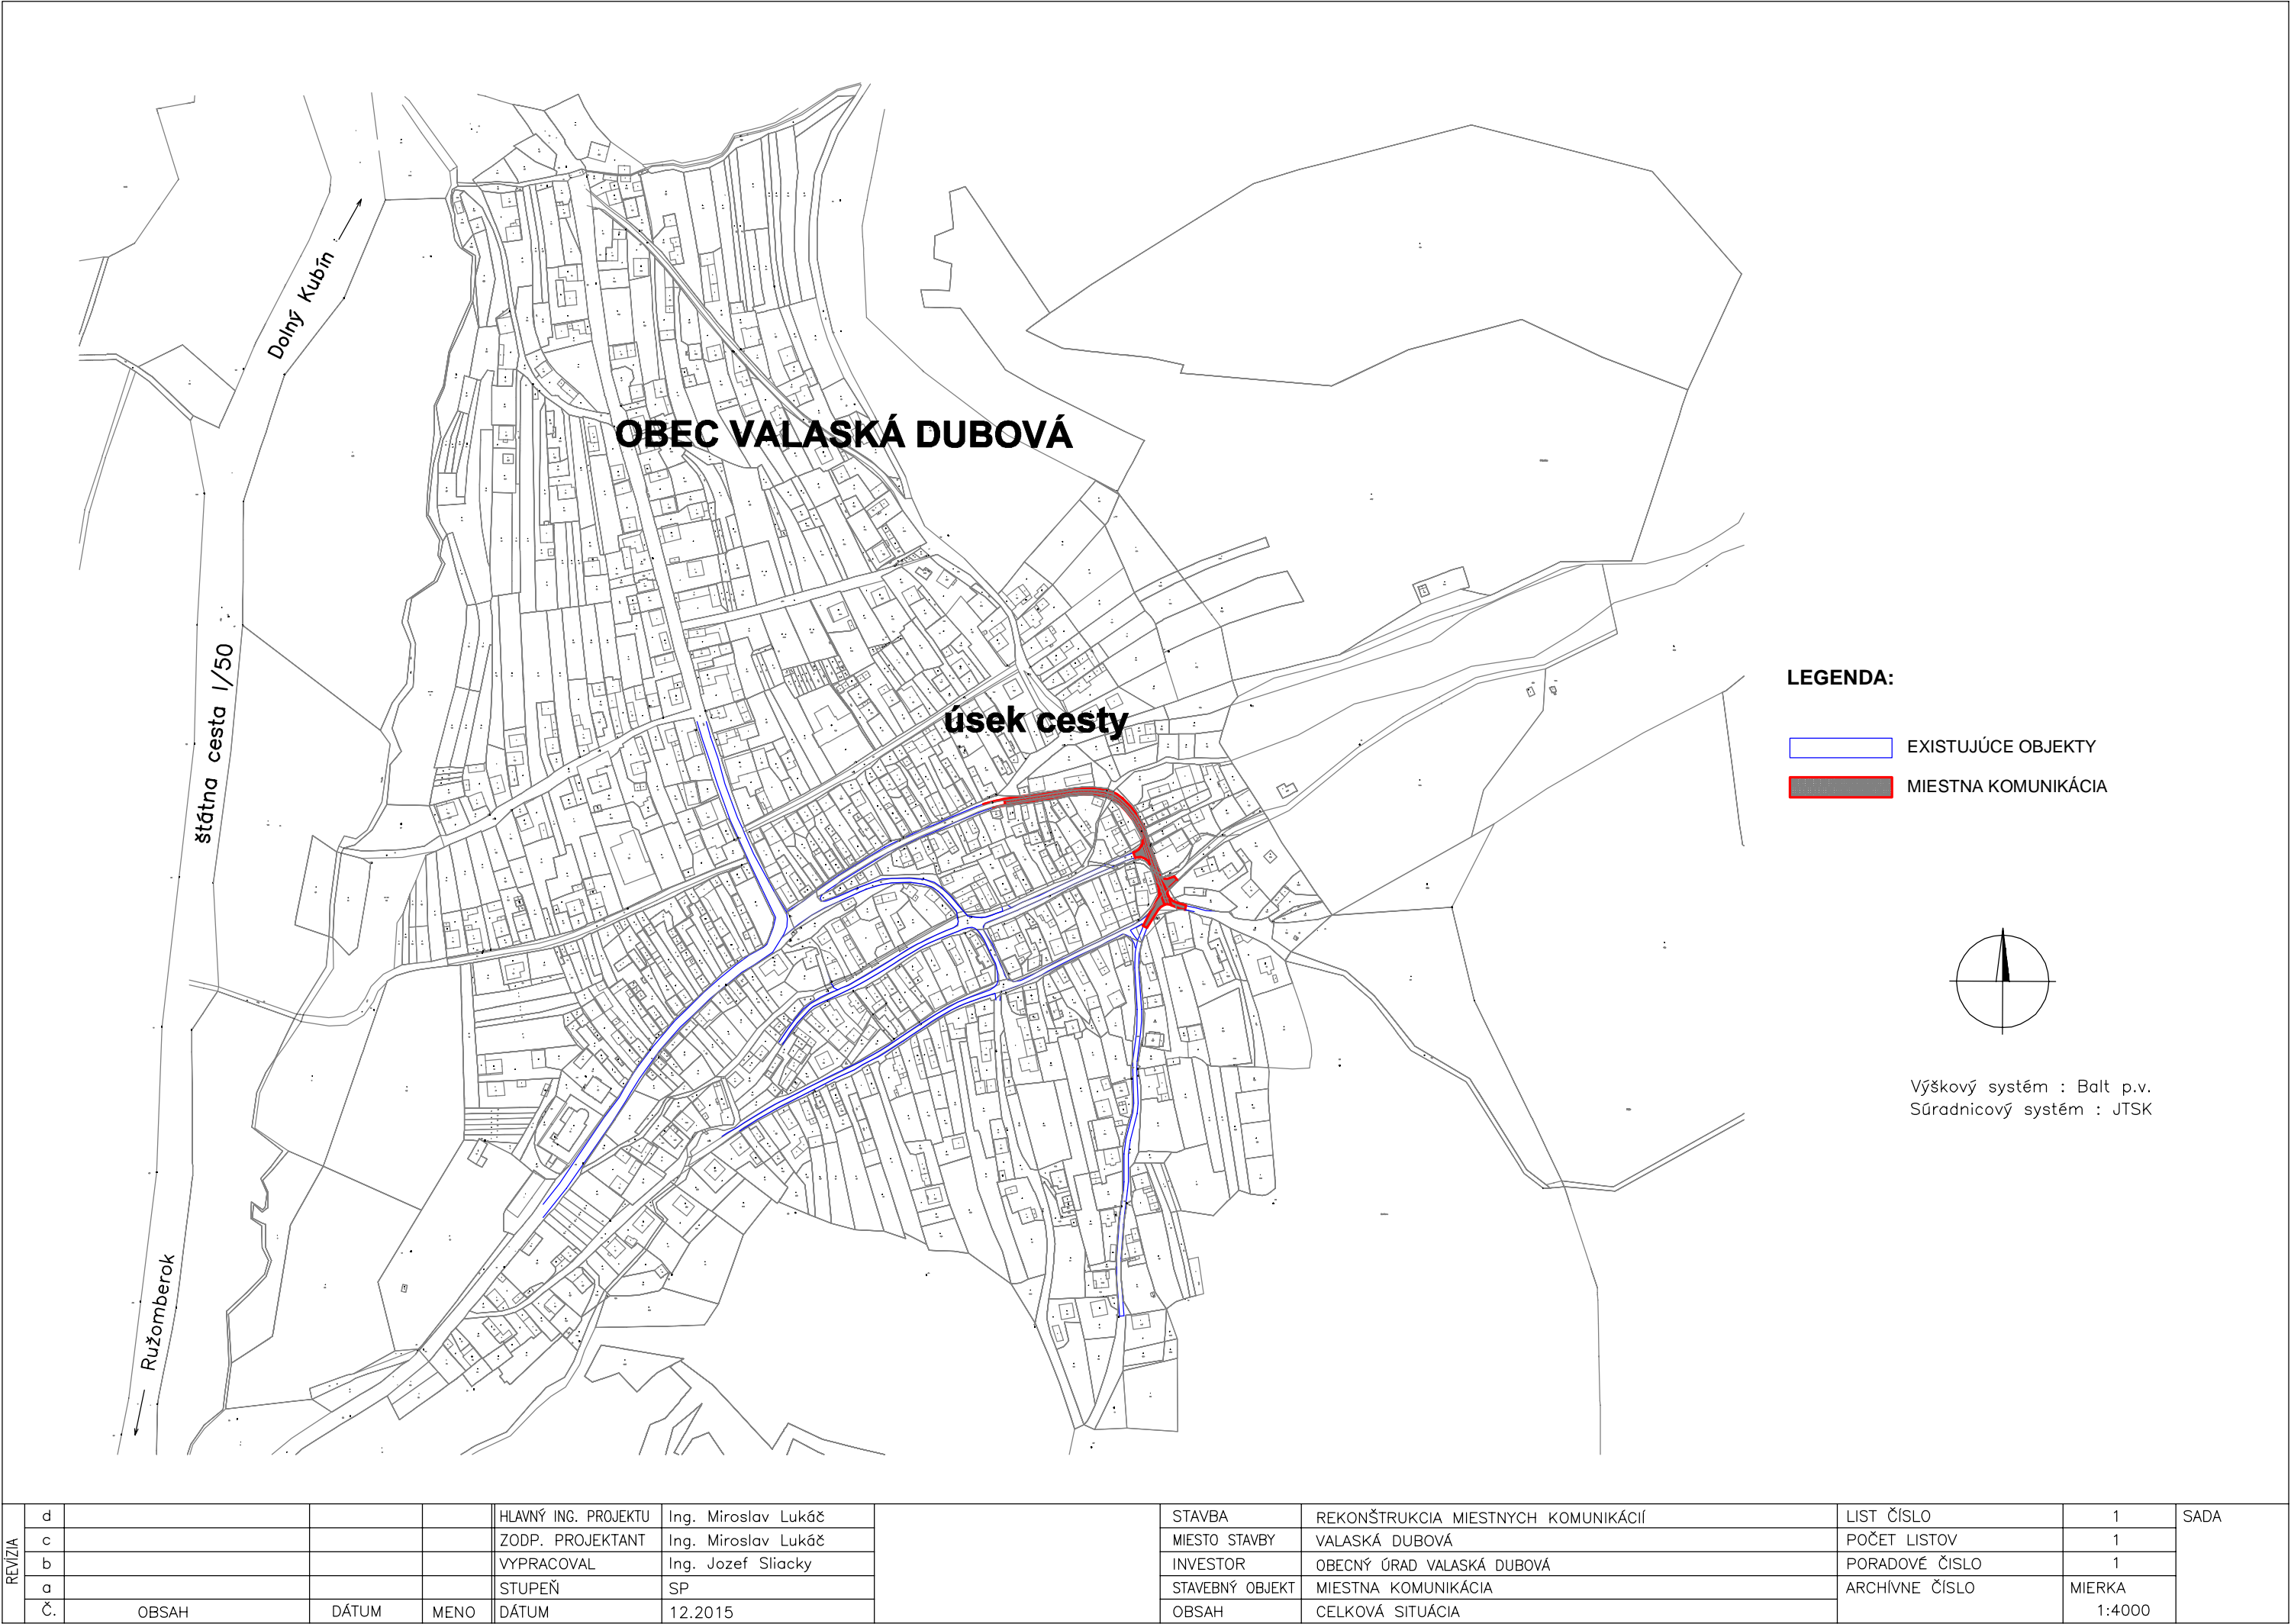 OBEC VALASKÁ DUBOVÁ
úsek cesty
Dolný Kubín
štátna cesta I/50
Ružomberok
LEGENDA:
EXISTUJÚCE OBJEKTY
MIESTNA KOMUNIKÁCIA
Výškový systém : Balt p.v.
Súradnicový systém : JTSK
REVÍZIA
d
c
b
a
Č. OBSAH DÁTUM MENO
HLAVNÝ ING. PROJEKTU Ing. Miroslav Lukáč
ZODP. PROJEKTANT Ing. Miroslav Lukáč
VYPRACOVAL Ing. Jozef Sliacky
STUPEŇ SP
DÁTUM 12.2015
STAVBA REKONŠTRUKCIA MIESTNYCH KOMUNIKÁCIÍ
MIESTO STAVBY VALASKÁ DUBOVÁ
INVESTOR OBECNÝ ÚRAD VALASKÁ DUBOVÁ
STAVEBNÝ OBJEKT MIESTNA KOMUNIKÁCIA
OBSAH CELKOVÁ SITUÁCIA
LIST ČÍSLO 1
POČET LISTOV 1
PORADOVÉ ČISLO 1
ARCHÍVNE ČÍSLO
MIERKA
1:4000
SADA